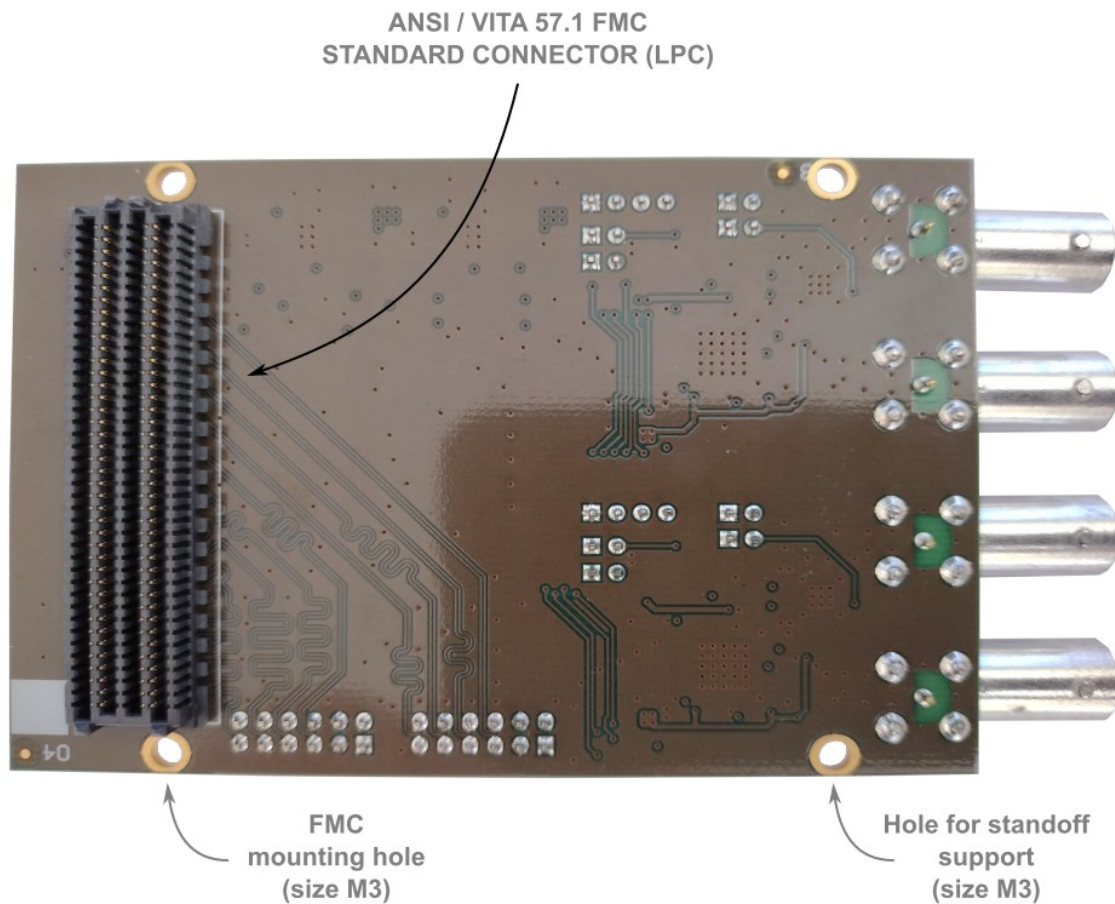 ANSI / VITA 57.1 FMC
STANDARD CONNECTOR (LPC)
04
FMC
mounting hole
(size M3)
Hole for standoff
support
(size M3)